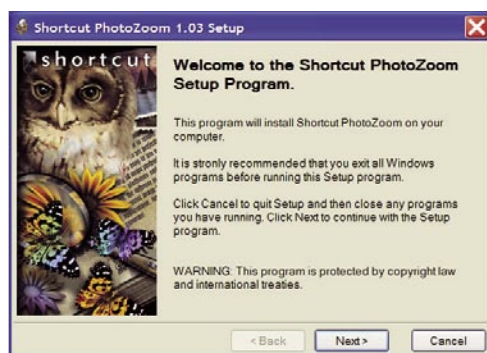 Shortcut PhotoZoom 1.03 Setup
shortcut
Welcome to the Shortcut PhotoZoom
Setup Program.
This program will install Shortcut PhotoZoom on your
computer.
It is stronly recommended that you exit all Windows
programs before running this Setup program.
Click Cancel to quit Setup and then close any programs
you have running. Click Next to continue with the Setup
program.
WARNING: This program is protected by copyright law
and international treaties.
< Back
Next >
Cancel